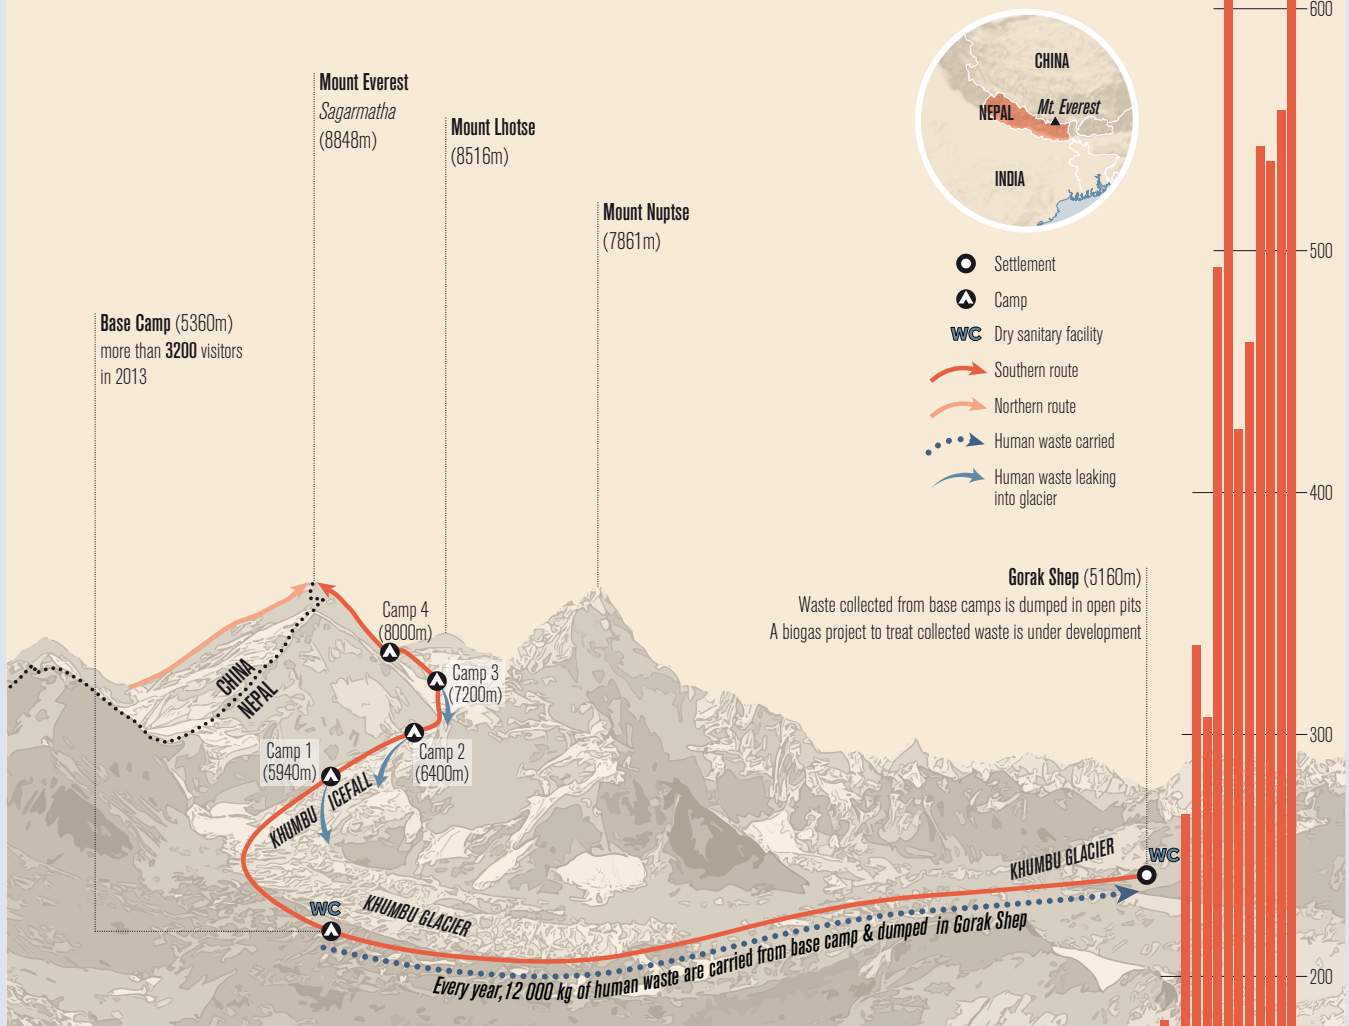 600
CHINA
NEPAL
Mt. Everest
INDIA
Mount Everest
Sagarmatha
(8848m)
Mount Lhotse
(8516m)
Mount Nuptse
(7861m)
500
Settlement
Camp
WC Dry sanitary facility
Southern route
Northern route
Human waste carried
Human waste leaking
into glacier
Base Camp (5360m)
more than 3200 visitors
in 2013
400
Gorak Shep (5160m)
Waste collected from base camps is dumped in open pits
A biogas project to treat collected waste is under development
Camp 4
(8000m)
Camp 3
(7200m)
CHINA
NEPAL
Camp 2
(6400m)
Camp 1
(5940m)
300
KHUMBU ICEFALL
WC
KHUMBU GLACIER
KHUMBU GLACIER
WC
Every year, 12 000 kg of human waste are carried from base camp & dumped in Gorak Shep
200